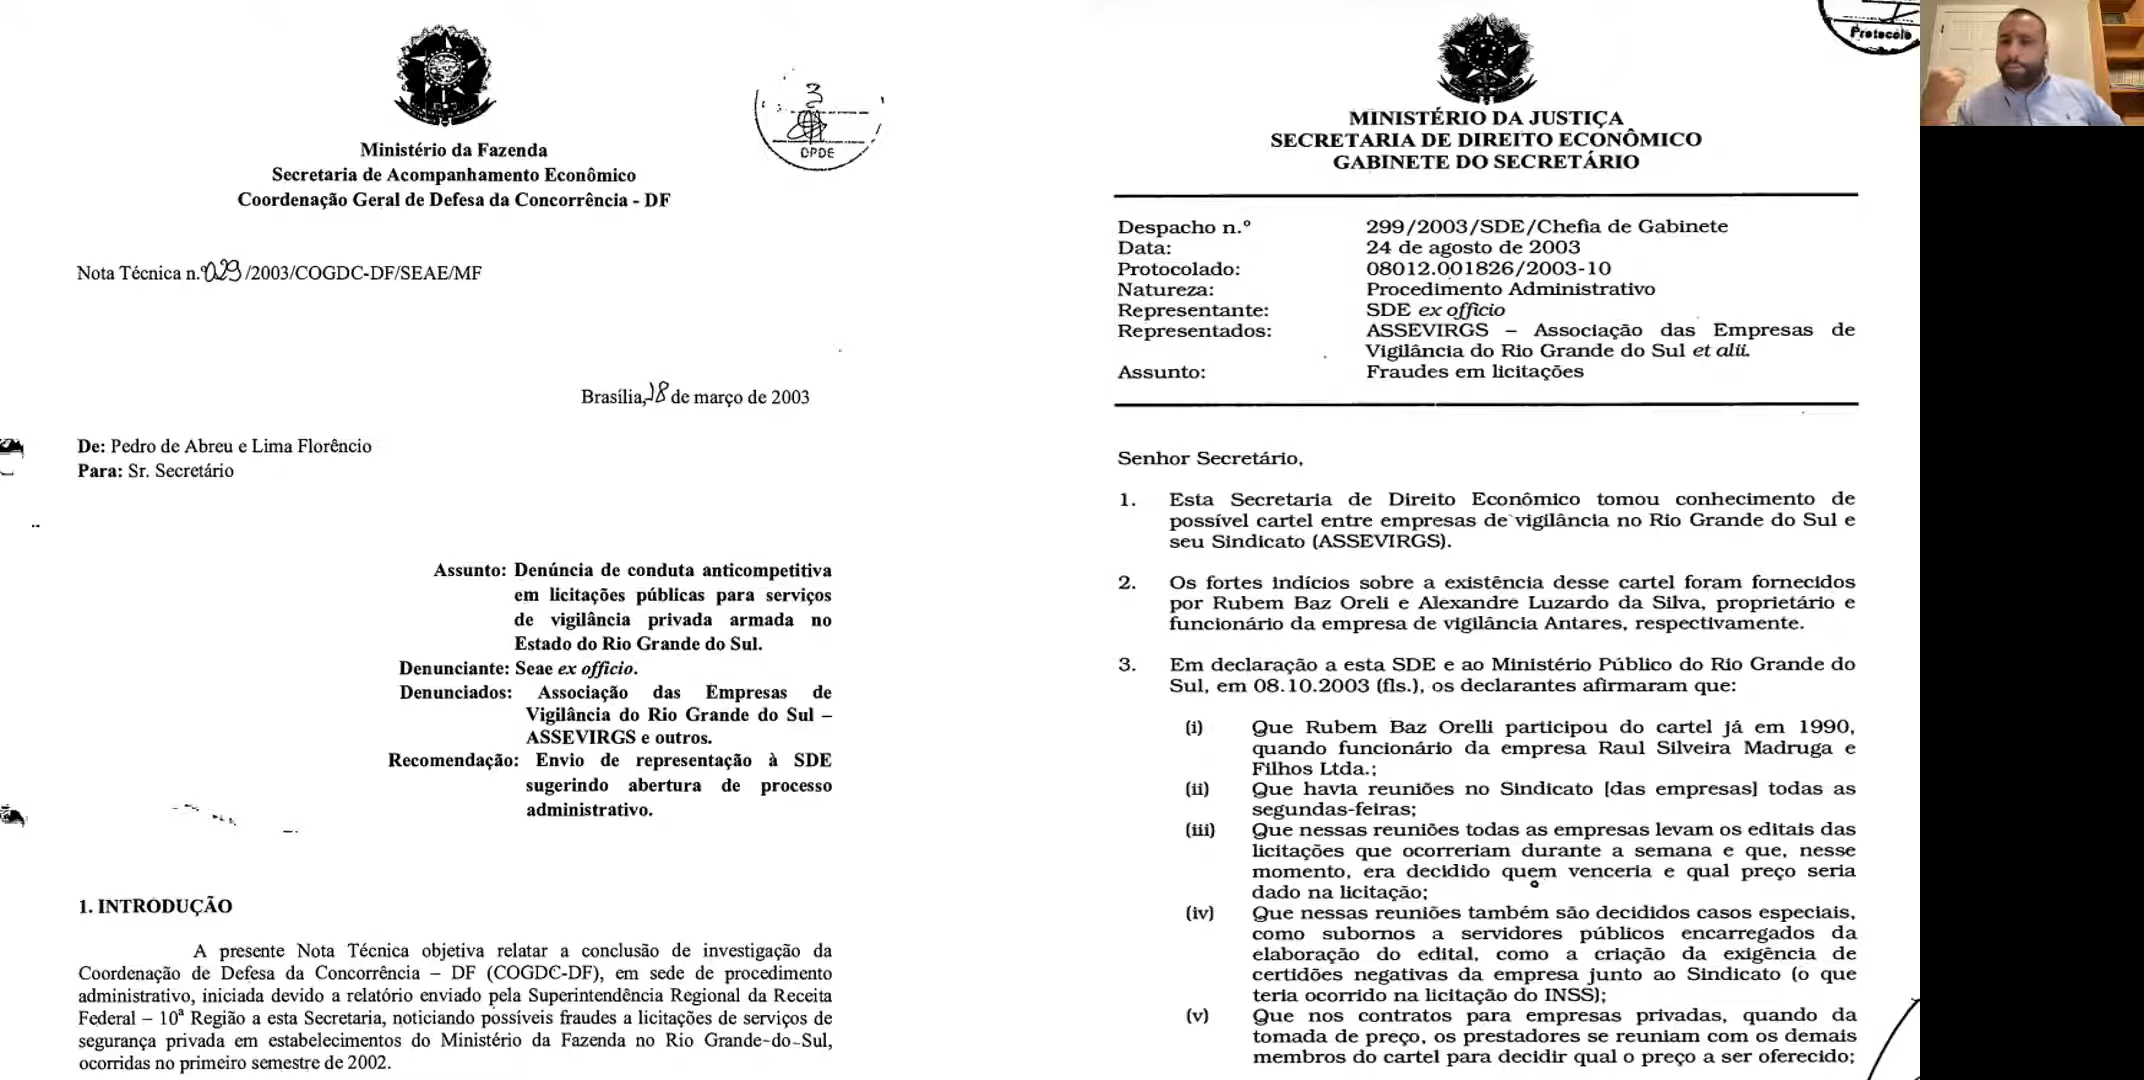 Ministério da Fazenda
Secretaria de Acompanhamento Econômico
Coordenação Geral de Defesa da Concorrência - DF
3
DPDE
Nota Técnica n.º 029 /2003/COGDC-DF/SEAE/MF
Brasília, 18 de março de 2003
De: Pedro de Abreu e Lima Florêncio
Para: Sr. Secretário
Assunto: Denúncia de conduta anticompetitiva
em licitações públicas para serviços
de vigilância privada armada no
Estado do Rio Grande do Sul.
Denunciante: Seae ex officio.
Denunciados: Associação das Empresas de
Vigilância do Rio Grande do Sul –
ASSEVIRGS e outros.
Recomendação: Envio de representação à SDE
sugerindo abertura de processo
administrativo.
1. INTRODUÇÃO
A presente Nota Técnica objetiva relatar a conclusão de investigação da
Coordenação de Defesa da Concorrência – DF (COGDC-DF), em sede de procedimento
administrativo, iniciada devido a relatório enviado pela Superintendência Regional da Receita
Federal – 10ª Região a esta Secretaria, noticiando possíveis fraudes a licitações de serviços de
segurança privada em estabelecimentos do Ministério da Fazenda no Rio Grande-do-Sul,
ocorridas no primeiro semestre de 2002.
Protocolo
MINISTÉRIO DA JUSTIÇA
SECRETARIA DE DIREITO ECONÔMICO
GABINETE DO SECRETÁRIO
Despacho n.º 299/2003/SDE/Chefia de Gabinete
Data: 24 de agosto de 2003
Protocolado: 08012.001826/2003-10
Natureza: Procedimento Administrativo
Representante: SDE ex officio
Representados: ASSEVIRGS – Associação das Empresas de
Vigilância do Rio Grande do Sul et alii.
Assunto: Fraudes em licitações
Senhor Secretário,
1. Esta Secretaria de Direito Econômico tomou conhecimento de
possível cartel entre empresas de vigilância no Rio Grande do Sul e
seu Sindicato (ASSEVIRGS).
2. Os fortes indícios sobre a existência desse cartel foram fornecidos
por Rubem Baz Oreli e Alexandre Luzardo da Silva, proprietário e
funcionário da empresa de vigilância Antares, respectivamente.
3. Em declaração a esta SDE e ao Ministério Público do Rio Grande do
Sul, em 08.10.2003 (fls.), os declarantes afirmaram que:
(i) Que Rubem Baz Orelli participou do cartel já em 1990,
quando funcionário da empresa Raul Silveira Madruga e
Filhos Ltda.;
(ii) Que havia reuniões no Sindicato [das empresas] todas as
segundas-feiras;
(iii) Que nessas reuniões todas as empresas levam os editais das
licitações que ocorreriam durante a semana e que, nesse
momento, era decidido quem venceria e qual preço seria
dado na licitação;
(iv) Que nessas reuniões também são decididos casos especiais,
como subornos a servidores públicos encarregados da
elaboração do edital, como a criação da exigência de
certidões negativas da empresa junto ao Sindicato (o que
teria ocorrido na licitação do INSS);
(v) Que nos contratos para empresas privadas, quando da
tomada de preço, os prestadores se reuniam com os demais
membros do cartel para decidir qual o preço a ser oferecido;